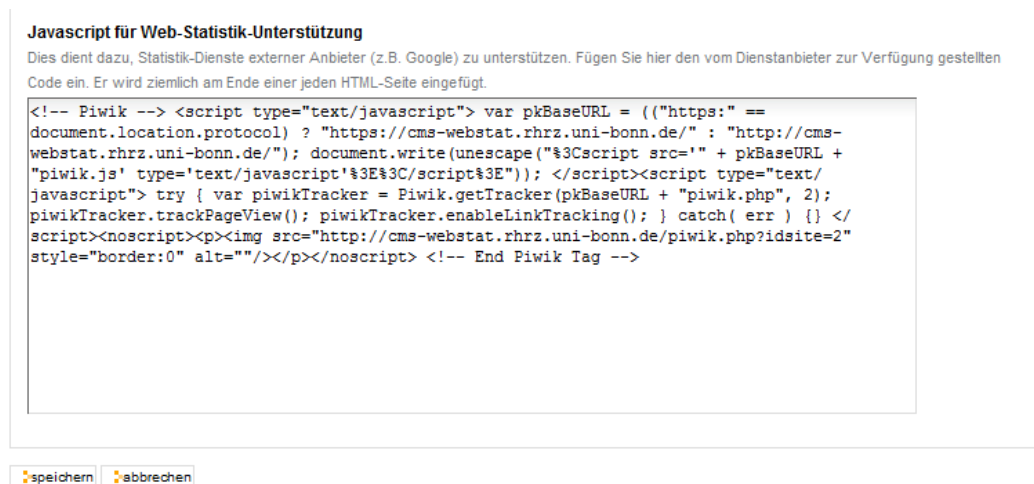 Javascript für Web-Statistik-Unterstützung
Dies dient dazu, Statistik-Dienste externer Anbieter (z.B. Google) zu unterstützen. Fügen Sie hier den vom Dienstanbieter zur Verfügung gestellten
Code ein. Er wird ziemlich am Ende einer jeden HTML-Seite eingefügt.
<!-- Piwik --> <script type="text/javascript"> var pkBaseURL = (("https:" ==
document.location.protocol) ? "https://cms-webstat.rhrz.uni-bonn.de/" : "http://cms-
webstat.rhrz.uni-bonn.de/"); document.write(unescape("%3Cscript src='" + pkBaseURL +
"piwik.js' type='text/javascript'%3E%3C/script%3E")); </script><script type="text/
javascript"> try { var piwikTracker = Piwik.getTracker(pkBaseURL + "piwik.php", 2);
piwikTracker.trackPageView(); piwikTracker.enableLinkTracking(); } catch( err ) {} </
script><noscript><p><img src="http://cms-webstat.rhrz.uni-bonn.de/piwik.php?idsite=2"
style="border:0" alt=""/></p></noscript> <!-- End Piwik Tag -->
speichern abbrechen